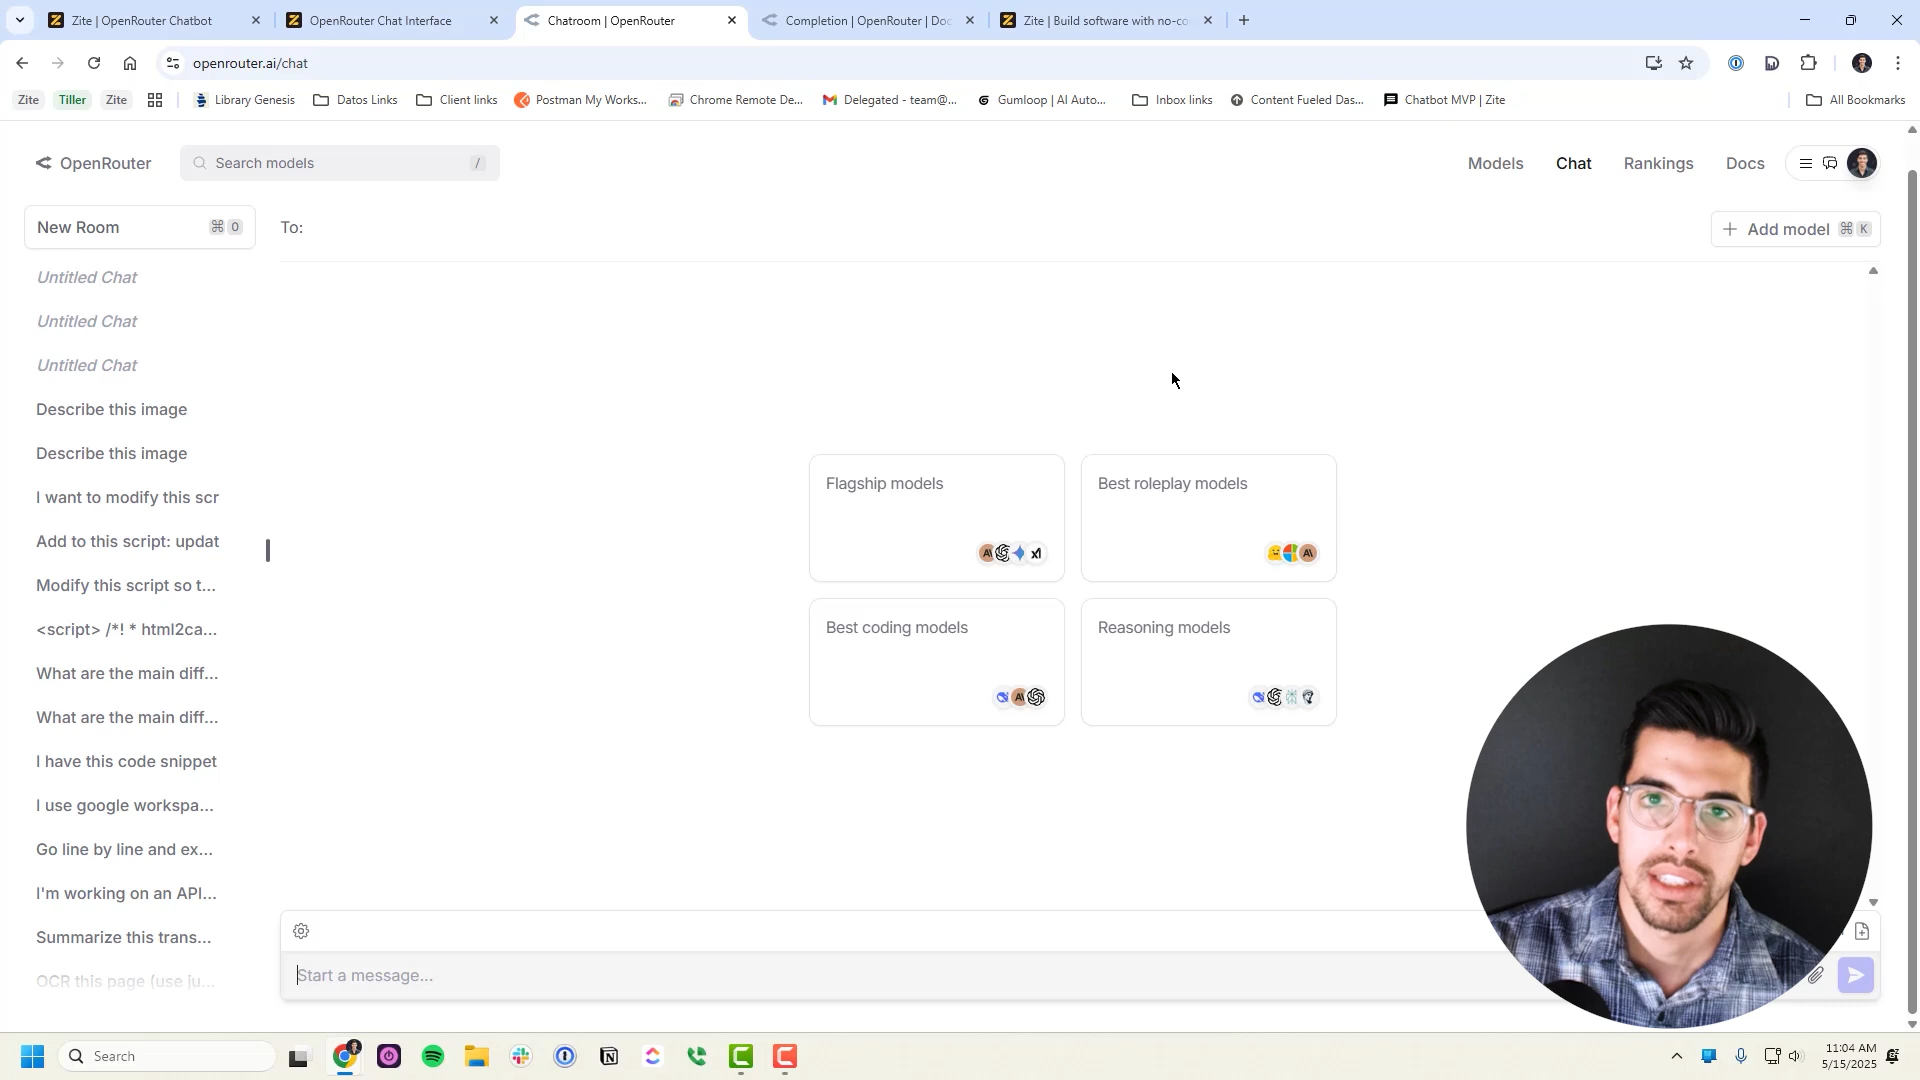 Zite | OpenRouter Chatbot
OpenRouter Chat Interface
Chatroom | OpenRouter
Completion | OpenRouter | Doc
Zite | Build software with no-co
openrouter.ai/chat
Zite
Tiller
Zite
Library Genesis
Datos Links
Client links
Postman My Works...
Chrome Remote De...
Delegated - team@...
Gumloop | AI Auto...
Inbox links
Content Fueled Das...
Chatbot MVP | Zite
All Bookmarks
OpenRouter
Search models /
Models
Chat
Rankings
Docs
New Room ⌘ 0
To:
+ Add model ⌘ K
Untitled Chat
Untitled Chat
Untitled Chat
Describe this image
Describe this image
I want to modify this scr
Add to this script: updat
Modify this script so t...
<script> /*! * html2ca...
What are the main diff...
What are the main diff...
I have this code snippet
I use google workspa...
Go line by line and ex...
I'm working on an API...
Summarize this trans...
OCR this page (use ju...
Flagship models
Best roleplay models
Best coding models
Reasoning models
Start a message...
Search
11:04 AM
5/15/2025